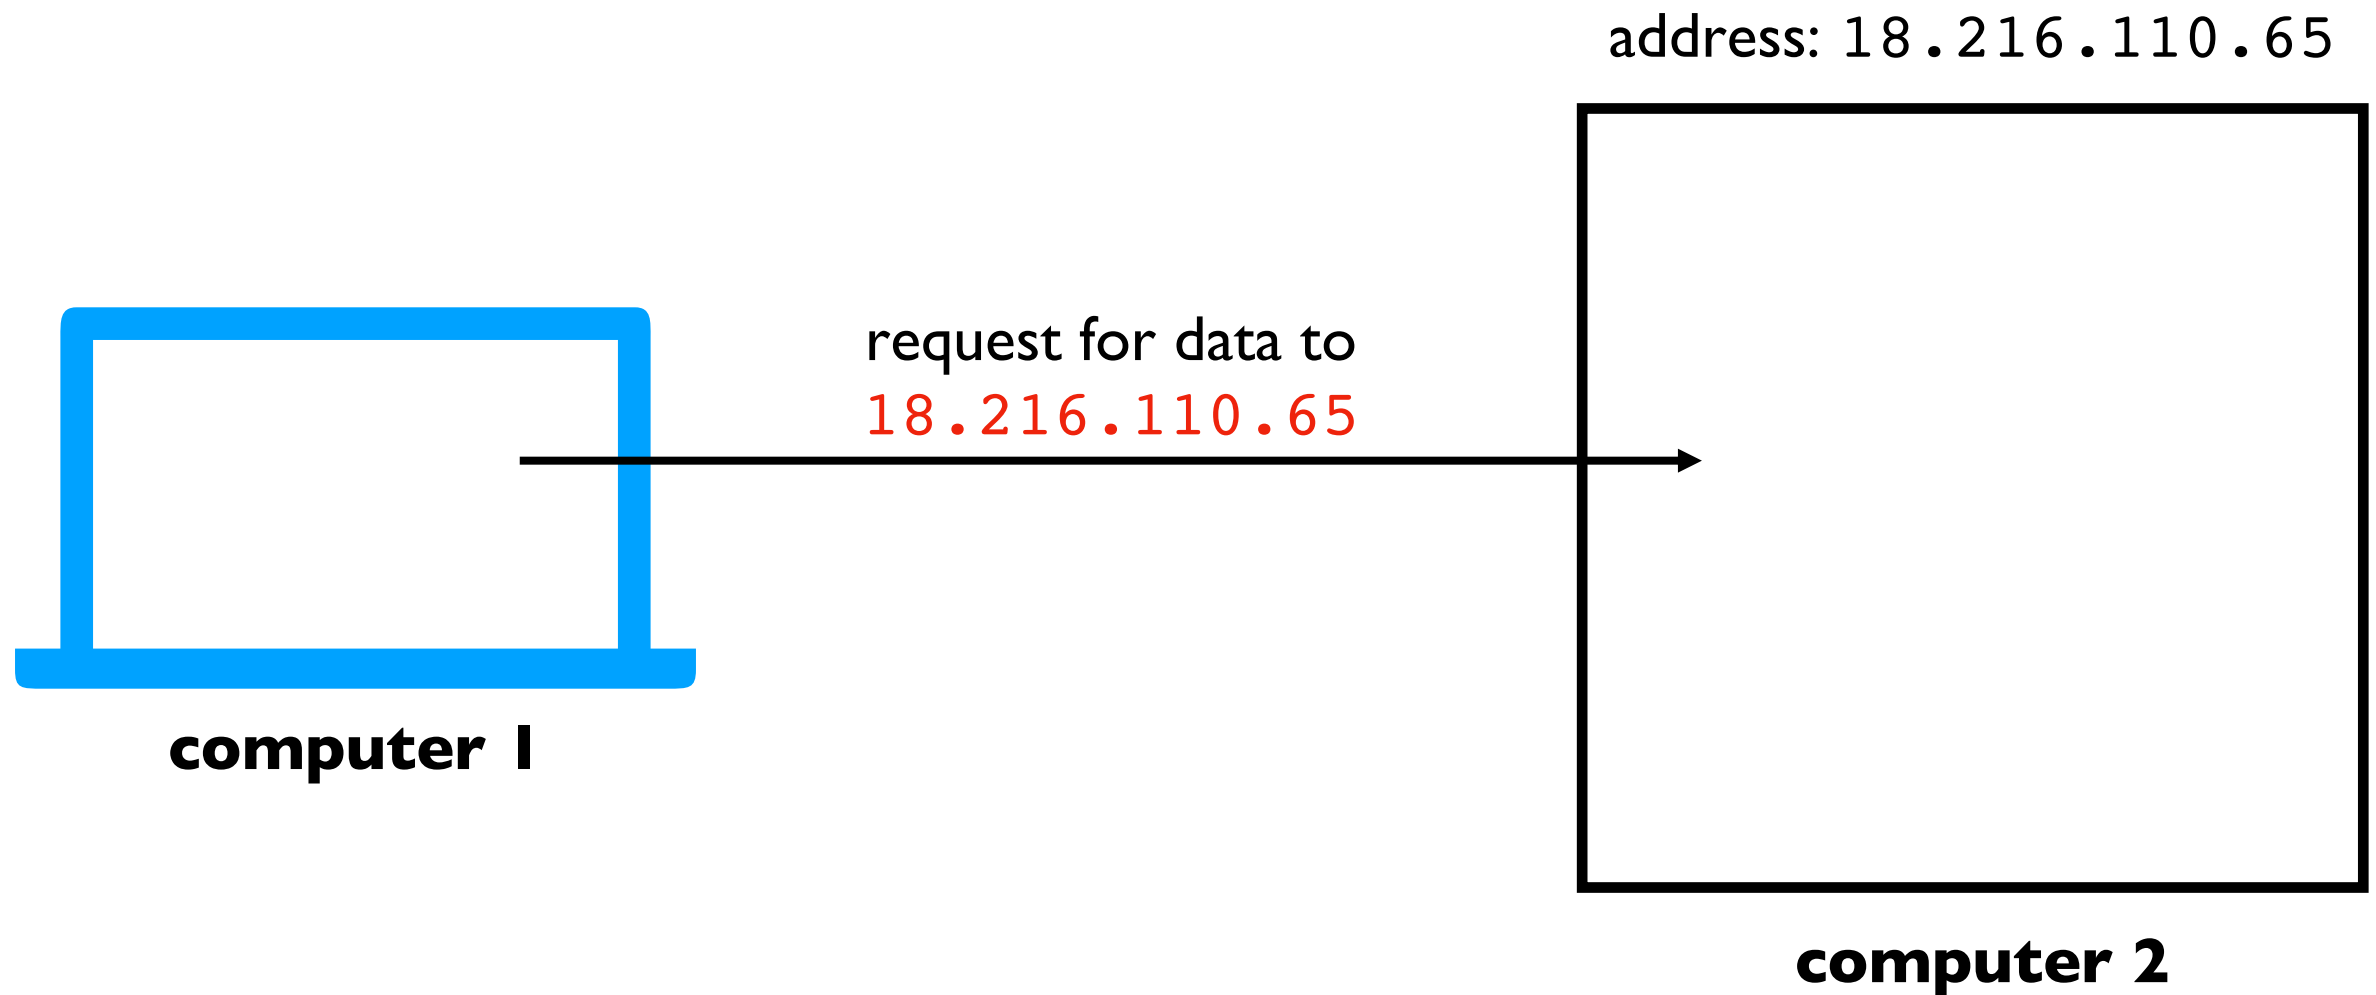 address: 18.216.110.65
request for data to
18.216.110.65
computer 1
computer 2